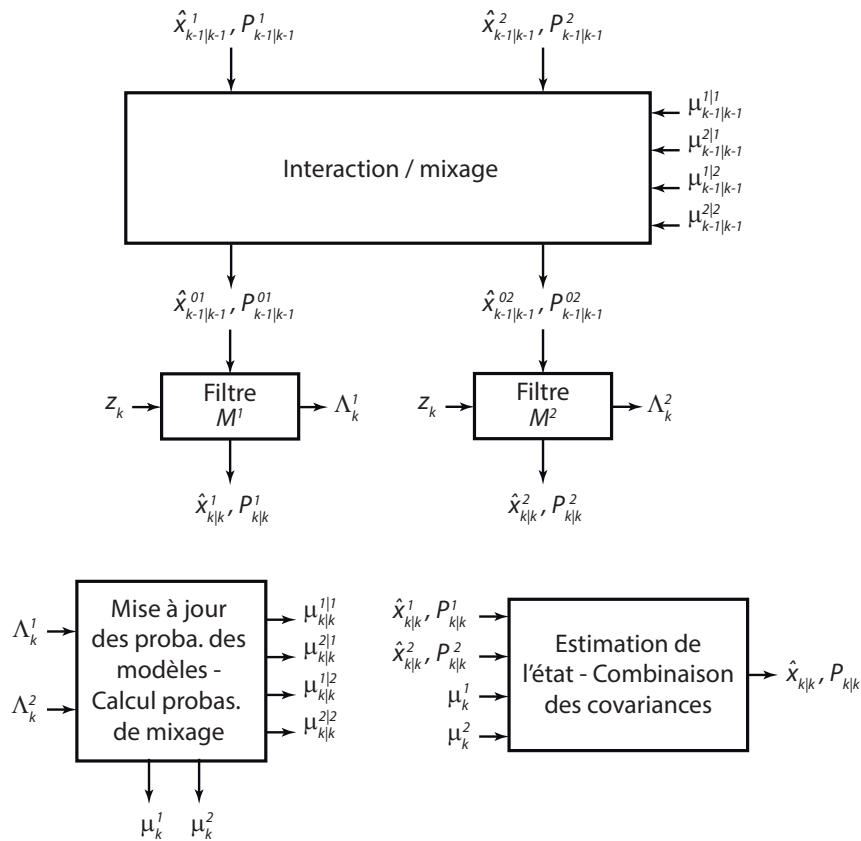 x̂¹ₖ₋₁|ₖ₋₁, P¹ₖ₋₁|ₖ₋₁ x̂²ₖ₋₁|ₖ₋₁, P²ₖ₋₁|ₖ₋₁
Interaction / mixage
μ¹|¹ₖ₋₁|ₖ₋₁
μ²|¹ₖ₋₁|ₖ₋₁
μ¹|²ₖ₋₁|ₖ₋₁
μ²|²ₖ₋₁|ₖ₋₁
x̂⁰¹ₖ₋₁|ₖ₋₁, P⁰¹ₖ₋₁|ₖ₋₁ x̂⁰²ₖ₋₁|ₖ₋₁, P⁰²ₖ₋₁|ₖ₋₁
zₖ
Filtre
M¹
Λ¹ₖ
zₖ
Filtre
M²
Λ²ₖ
x̂¹ₖ|ₖ, P¹ₖ|ₖ x̂²ₖ|ₖ, P²ₖ|ₖ
Λ¹ₖ
Λ²ₖ
Mise à jour
des proba. des
modèles -
Calcul probas.
de mixage
μ¹|¹ₖ|ₖ
μ²|¹ₖ|ₖ
μ¹|²ₖ|ₖ
μ²|²ₖ|ₖ
μ¹ₖ μ²ₖ
x̂¹ₖ|ₖ, P¹ₖ|ₖ
x̂²ₖ|ₖ, P²ₖ|ₖ
μ¹ₖ
μ²ₖ
Estimation de
l'état - Combinaison
des covariances
x̂ₖ|ₖ, Pₖ|ₖ